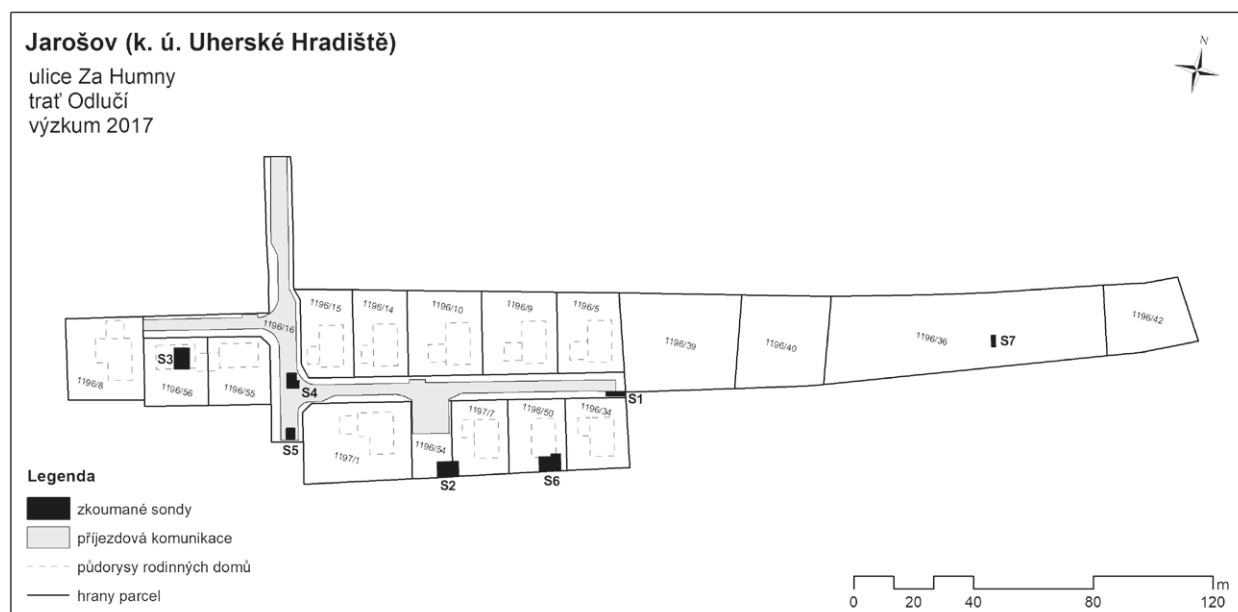 Jarošov (k. ú. Uherské Hradiště)
ulice Za Humny
trať Odlučí
výzkum 2017
N
1196/15
1196/14
1196/10
1196/9
1196/5
1196/16
1196/39
1196/40
1196/36
1196/42
S7
S3
1196/8
1196/56
1196/55
S4
S1
S5
1197/1
1196/54
1197/7
1196/50
1196/34
S2
S6
Legenda
zkoumané sondy
příjezdová komunikace
půdorysy rodinných domů
hrany parcel
m
0 20 40 80 120